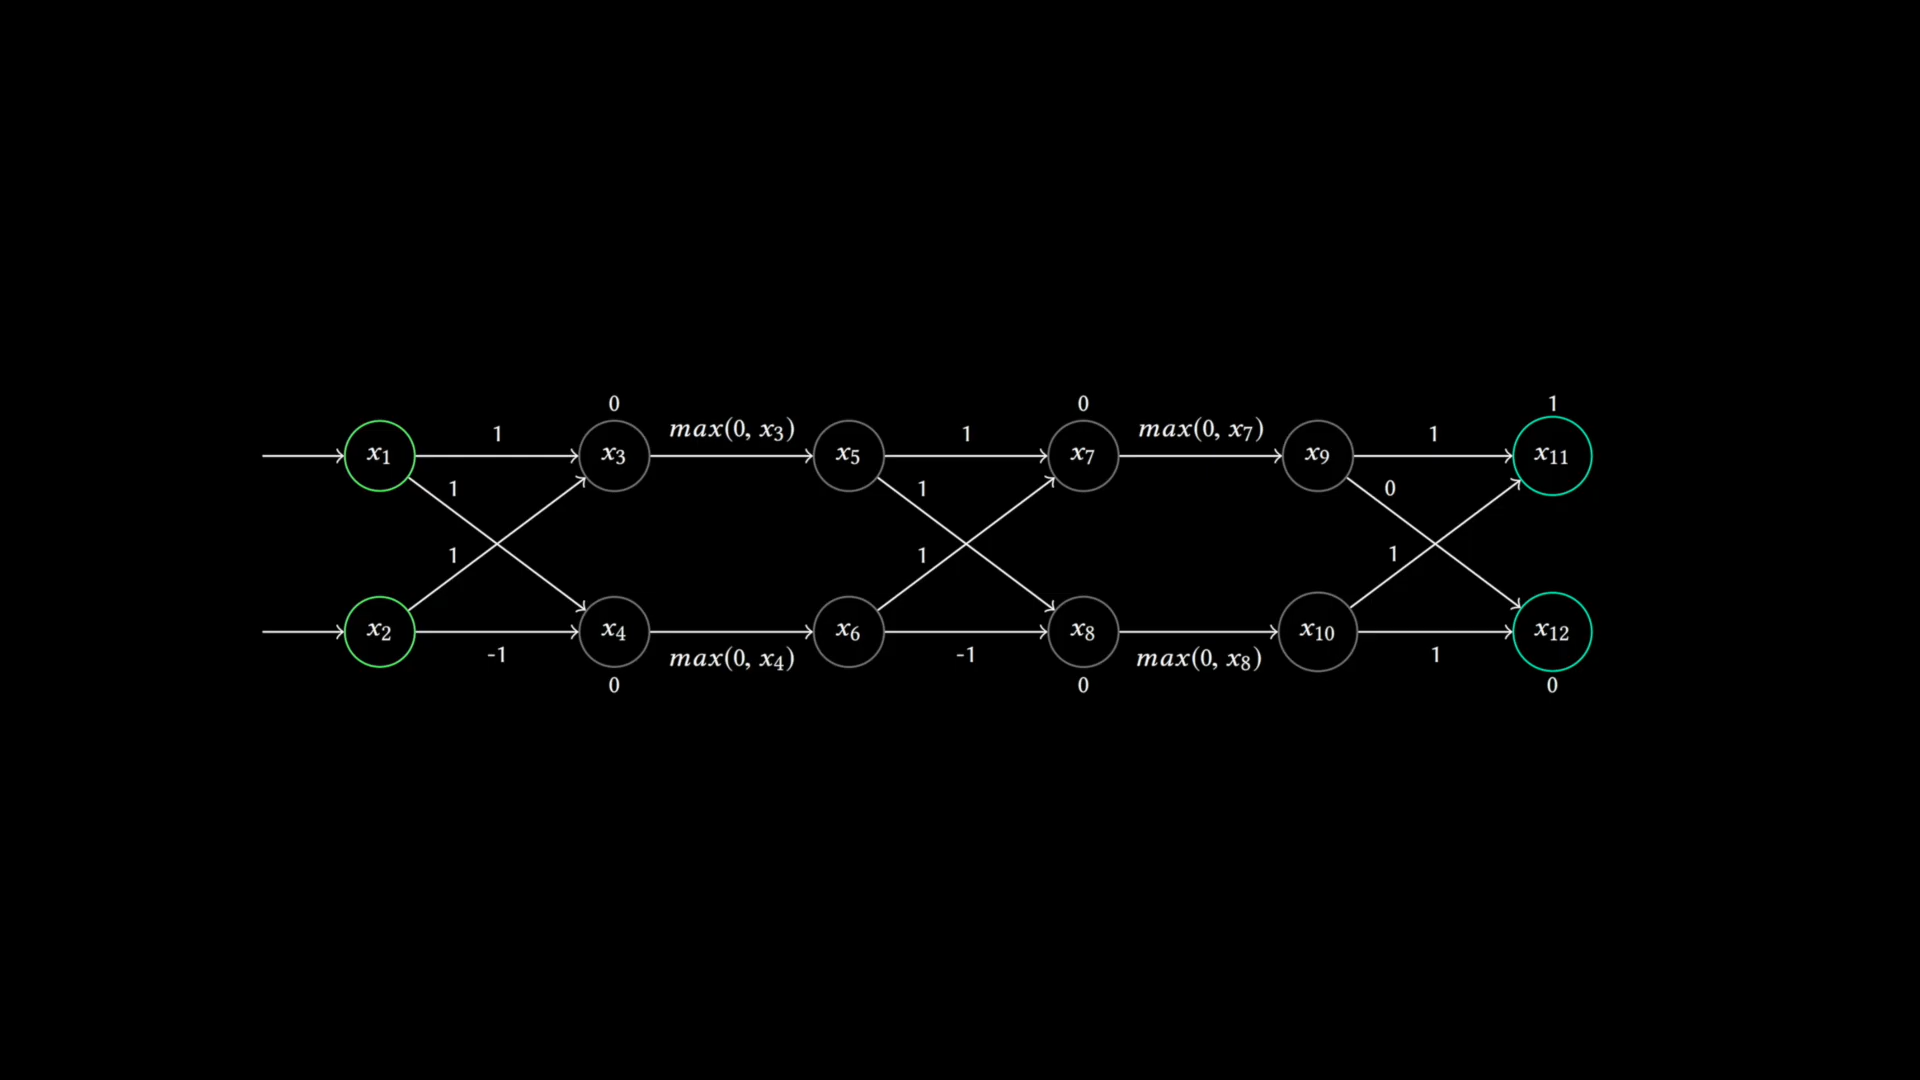 0 0 1
1 max(0, x₃) 1 max(0, x₇) 1
x₁ x₃ x₅ x₇ x₉ x₁₁
1 1 0
1 1 1
x₂ x₄ x₆ x₈ x₁₀ x₁₂
-1 max(0, x₄) -1 max(0, x₈) 1
0 0 0